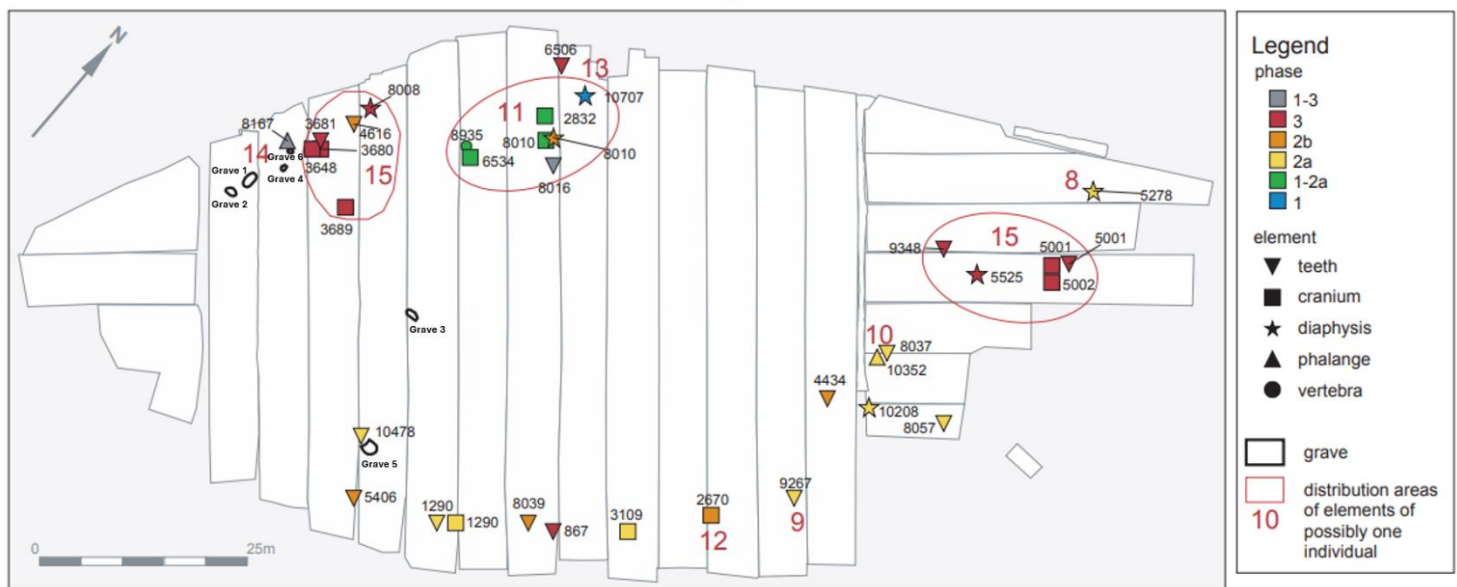 N
6506
13
8008
10707
11
2832
8167
3681
4616
8935
8010
8010
14
Grave 6
3680
6534
3648
15
Grave 4
8016
Grave 1
Grave 2
3689
8
5278
9348
15
5001
5001
5525
5002
Grave 3
10
8037
10352
4434
10208
8057
10478
Grave 5
5406
1290
1290
8039
867
3109
2670
12
9267
9
0
25m
Legend
phase
1-3
3
2b
2a
1-2a
1
element
teeth
cranium
diaphysis
phalange
vertebra
grave
distribution areas
of elements of
10 possibly one
individual